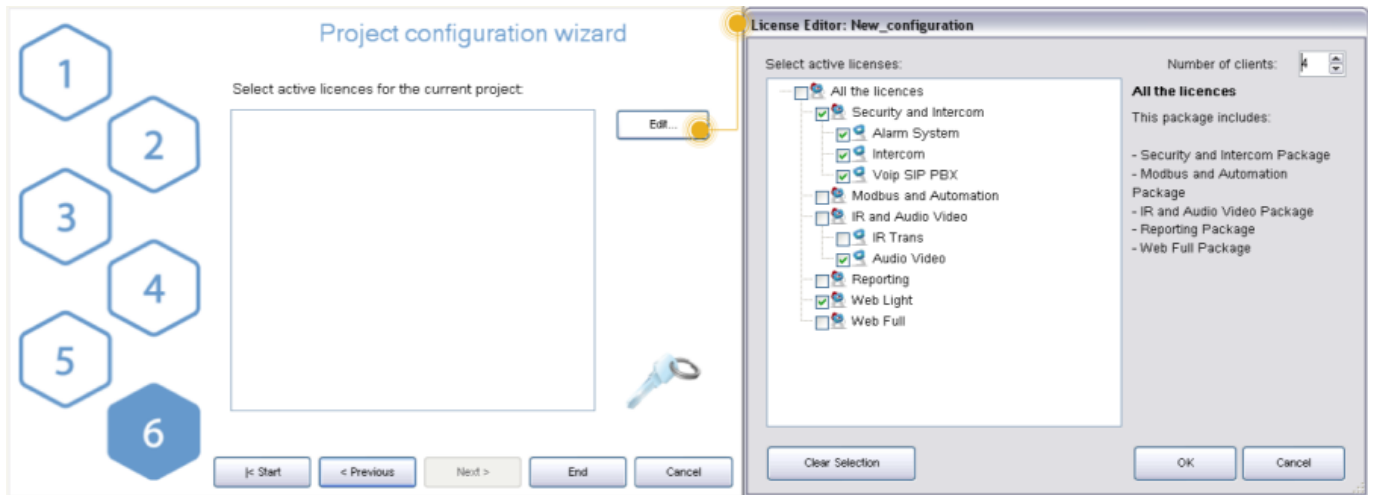 Project configuration wizard
1
2
3
4
5
6
Select active licences for the current project:
Edit...
|< Start
< Previous
Next >
End
Cancel
License Editor: New_configuration
Select active licenses:
Number of clients: 4
All the licences
Security and Intercom
Alarm System
Intercom
Voip SIP PBX
Modbus and Automation
IR and Audio Video
IR Trans
Audio Video
Reporting
Web Light
Web Full
All the licences
This package includes:
- Security and Intercom Package
- Modbus and Automation
Package
- IR and Audio Video Package
- Reporting Package
- Web Full Package
Clear Selection
OK
Cancel